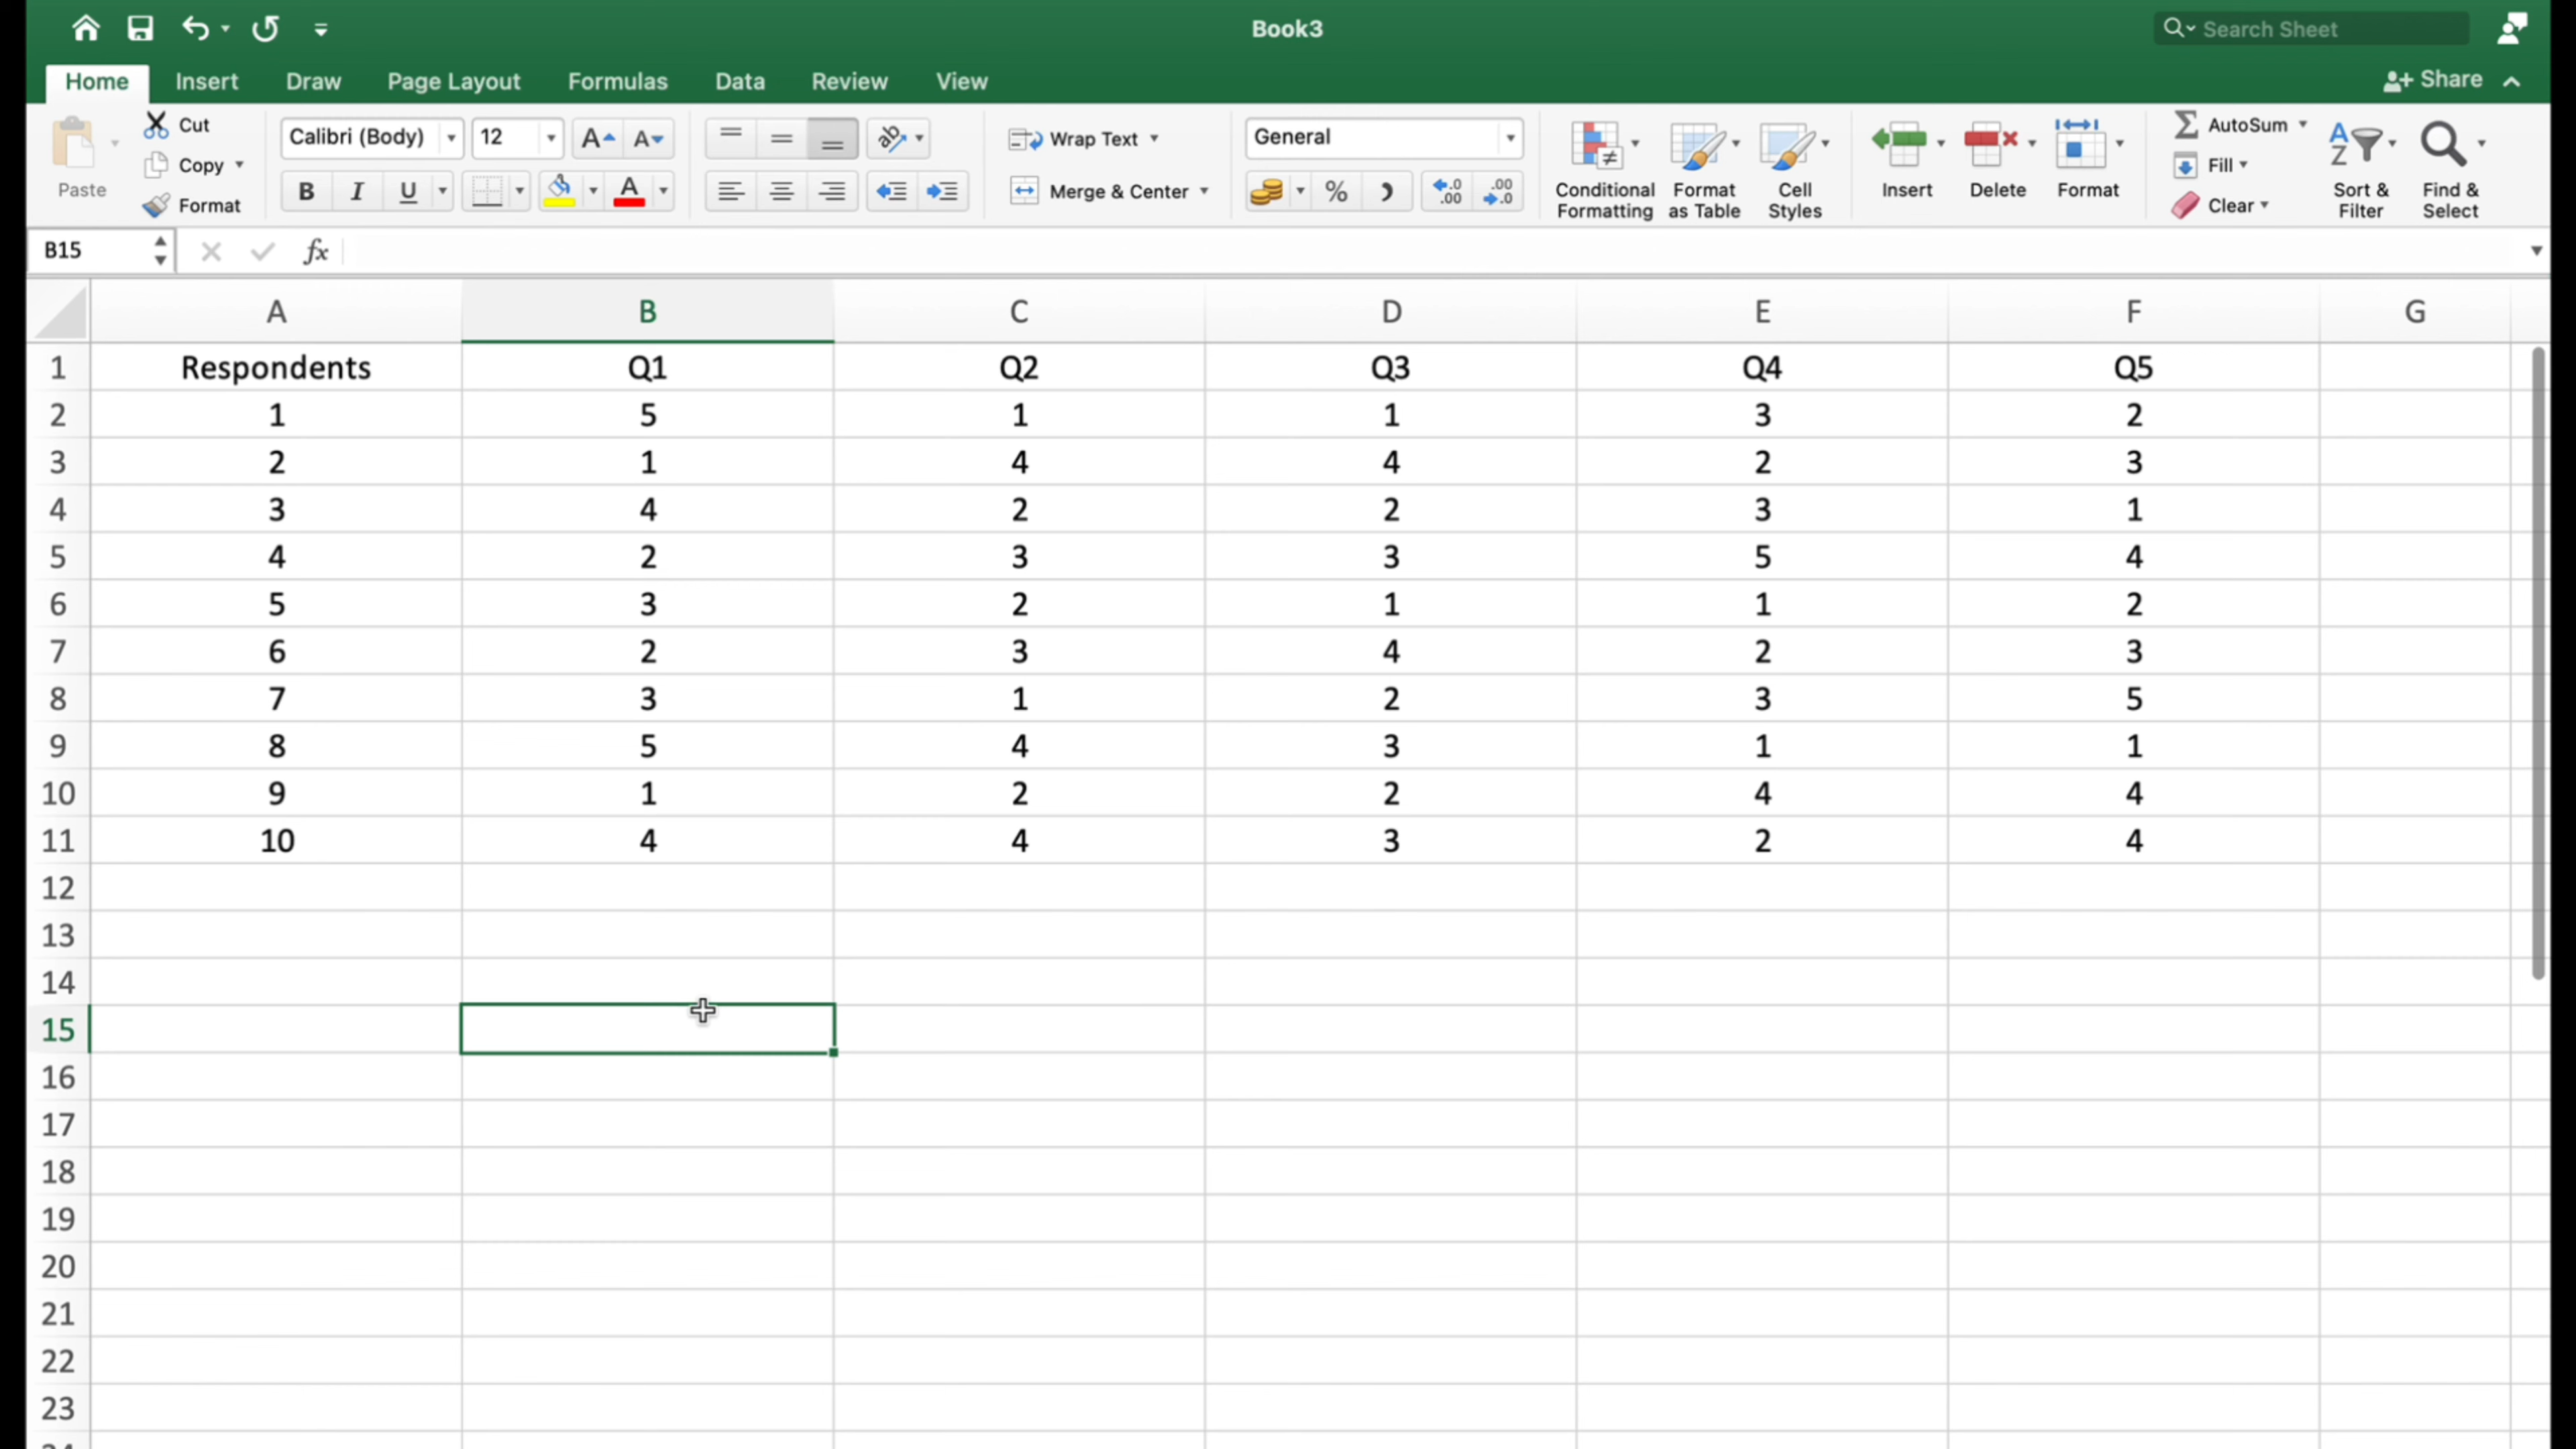 Book3
Search Sheet
Home Insert Draw Page Layout Formulas Data Review View Share
Paste Cut Copy Format
Calibri (Body) 12 A A
B I U A
ab Wrap Text
Merge & Center
General
% .0 .00 .00 .0
Conditional Formatting Format as Table Cell Styles
Insert Delete Format
AutoSum Fill Clear
Sort & Filter Find & Select
B15 fx
A B C D E F G
1 Respondents Q1 Q2 Q3 Q4 Q5
2 1 5 1 1 3 2
3 2 1 4 4 2 3
4 3 4 2 2 3 1
5 4 2 3 3 5 4
6 5 3 2 1 1 2
7 6 2 3 4 2 3
8 7 3 1 2 3 5
9 8 5 4 3 1 1
10 9 1 2 2 4 4
11 10 4 4 3 2 4
12
13
14
15
16
17
18
19
20
21
22
23